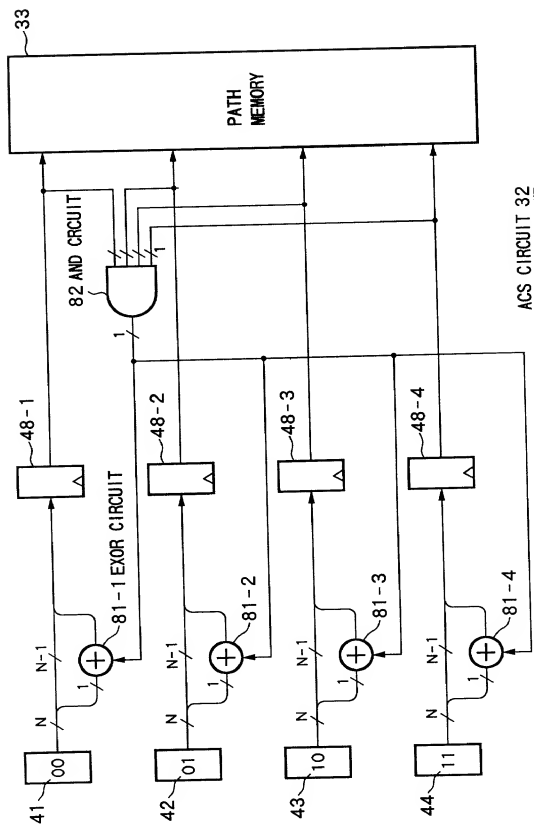 33
PATH
MEMORY
82 AND CRCUIT
1
1
48-1
48-2
48-3
48-4
81-1 EXOR CIRCUIT
81-2
81-3
81-4
N-1
N
1
N-1
N
1
N-1
N
1
N-1
N
1
41
00
42
01
43
10
44
11
ACS CIRCUIT 32